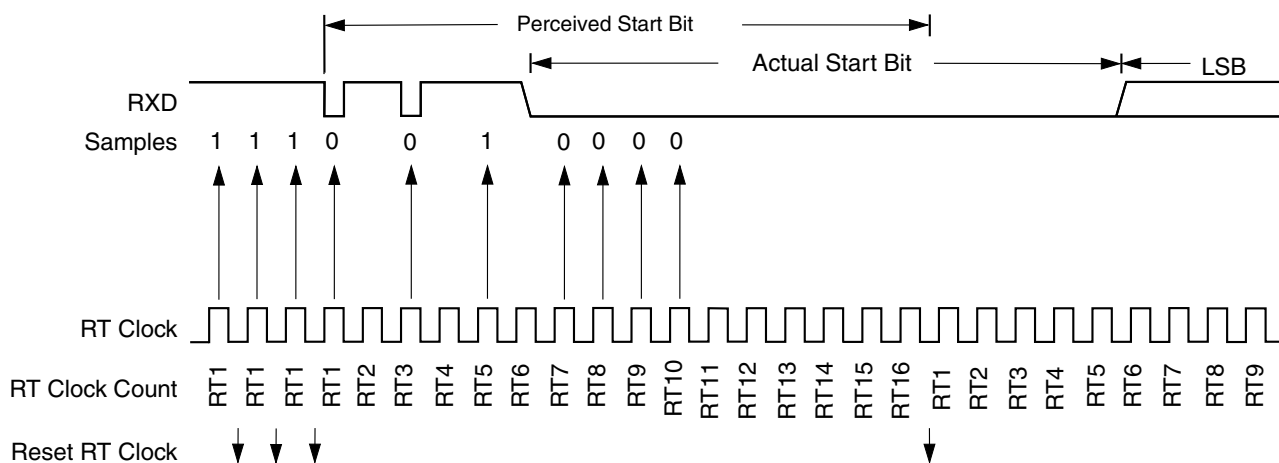 Perceived Start Bit
Actual Start Bit
LSB
RXD
Samples 1 1 1 0 0 1 0 0 0 0
RT Clock
RT Clock Count RT1 RT1 RT1 RT1 RT2 RT3 RT4 RT5 RT6 RT7 RT8 RT9 RT10 RT11 RT12 RT13 RT14 RT15 RT16 RT1 RT2 RT3 RT4 RT5 RT6 RT7 RT8 RT9
Reset RT Clock